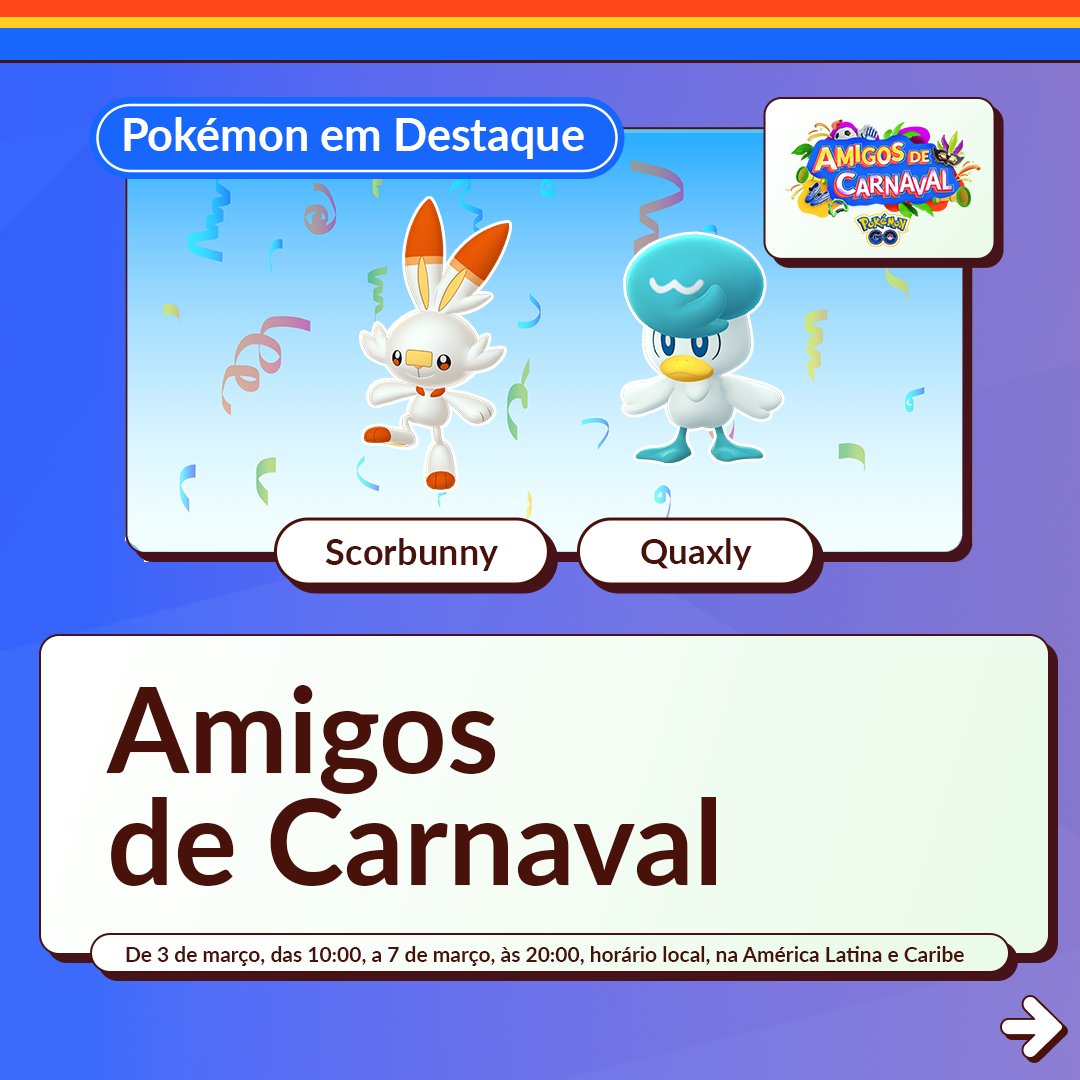 Pokémon em Destaque
AMIGOS DE
CARNAVAL
POKÉMON
GO
Scorbunny
Quaxly
Amigos
de Carnaval
De 3 de março, das 10:00, a 7 de março, às 20:00, horário local, na América Latina e Caribe